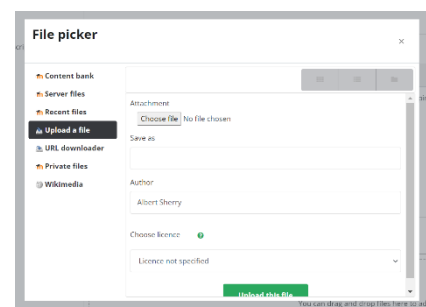 File picker
×
Content bank
Server files
Recent files
Upload a file
URL downloader
Private files
Wikimedia
Attachment
Choose file No file chosen
Save as
Author
Albert Sherry
Choose licence
Licence not specified
Upload this file
You can drag and drop files here to ad